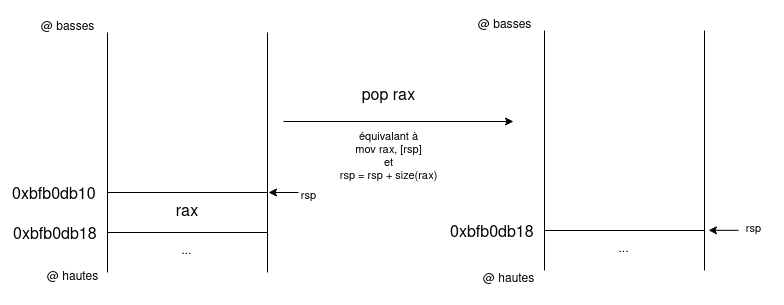 @ basses
@ basses
pop rax
équivalant à
mov rax, [rsp]
et
rsp = rsp + size(rax)
0xbfb0db10
rsp
rax
0xbfb0db18
...
@ hautes
0xbfb0db18
rsp
...
@ hautes